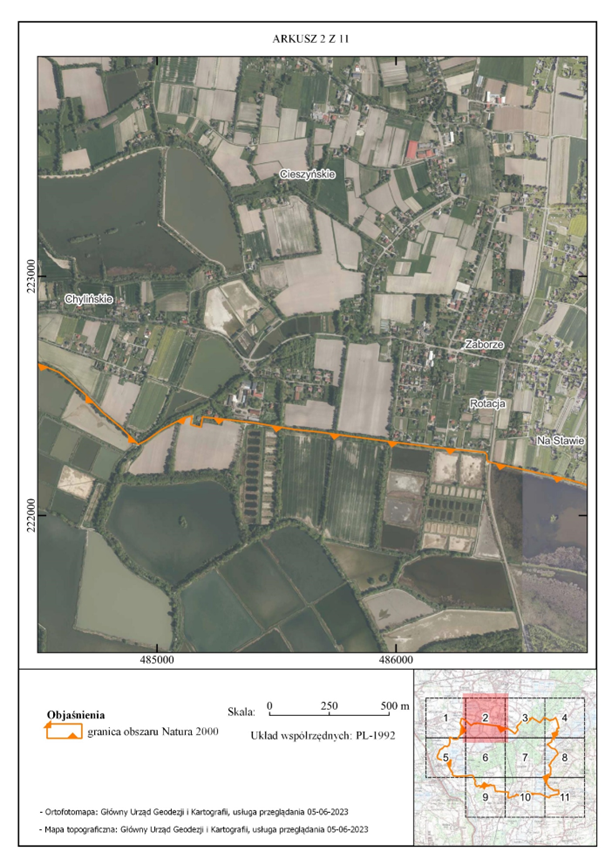 ARKUSZ 2 Z 11
Cieszyńskie
223000
Chylińskie
Zaborze
Rotacja
Na Stawie
222000
485000
486000
Objaśnienia
granica obszaru Natura 2000
Skala: 0 250 500 m
Układ współrzędnych: PL-1992
1 2 3 4
5 6 7 8
9 10 11
- Ortofotomapa: Główny Urząd Geodezji i Kartografii, usługa przeglądania 05-06-2023
- Mapa topograficzna: Główny Urząd Geodezji i Kartografii, usługa przeglądania 05-06-2023